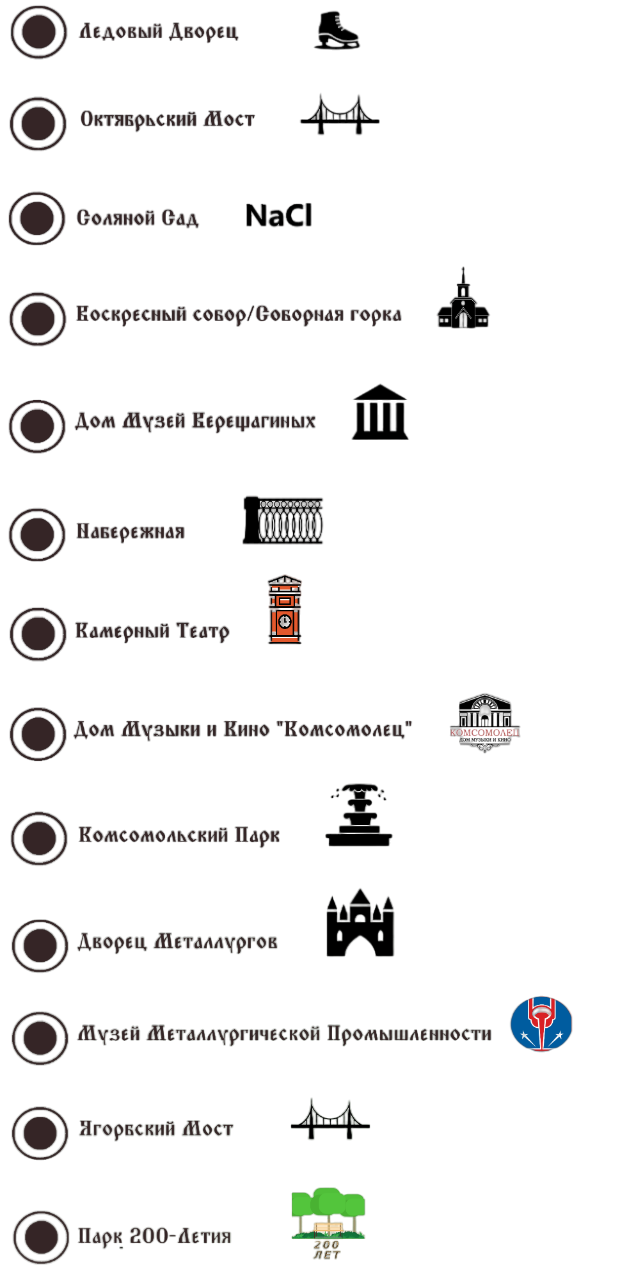 Ледовый Дворец
Октябрьский Мост
Соляной Сад NaCl
Воскресный собор/Соборная горка
Дом Музей Верещагиных
Набережная
Камерный Театр
Дом Музыки и Кино "Комсомолец"
КОМСОМОЛЕЦ
ДОМ МУЗЫКИ И КИНО
Комсомольский Парк
Дворец Металлургов
Музей Металлургической Промышленности
Ягорбский Мост
Парк 200-Летия
200
ЛЕТ